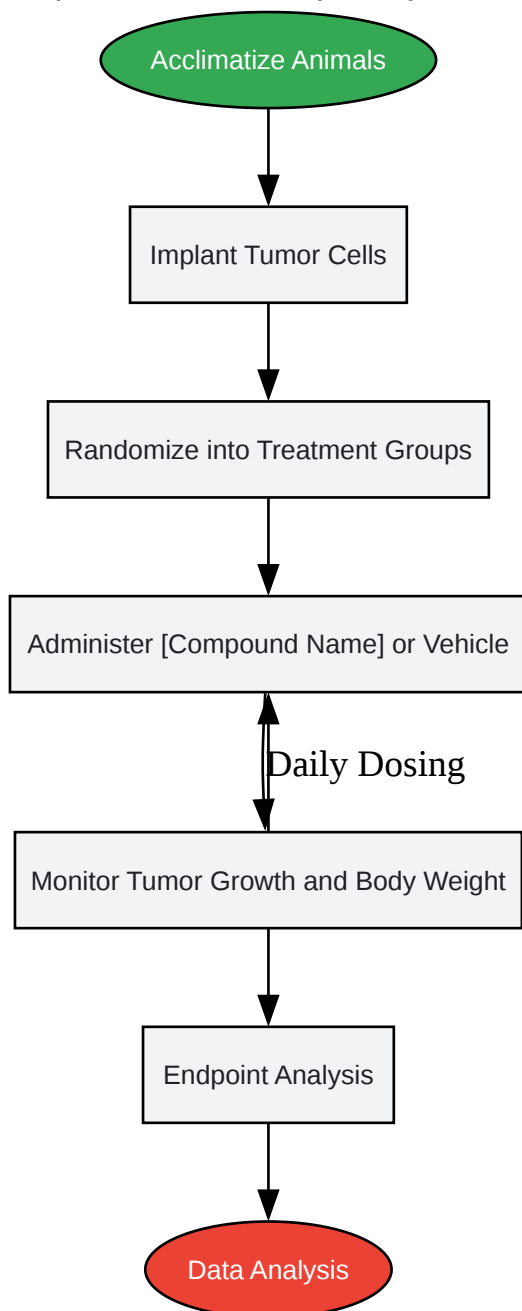 Acclimatize Animals
Implant Tumor Cells
Randomize into Treatment Groups
Administer [Compound Name] or Vehicle
Daily Dosing
Monitor Tumor Growth and Body Weight
Endpoint Analysis
Data Analysis